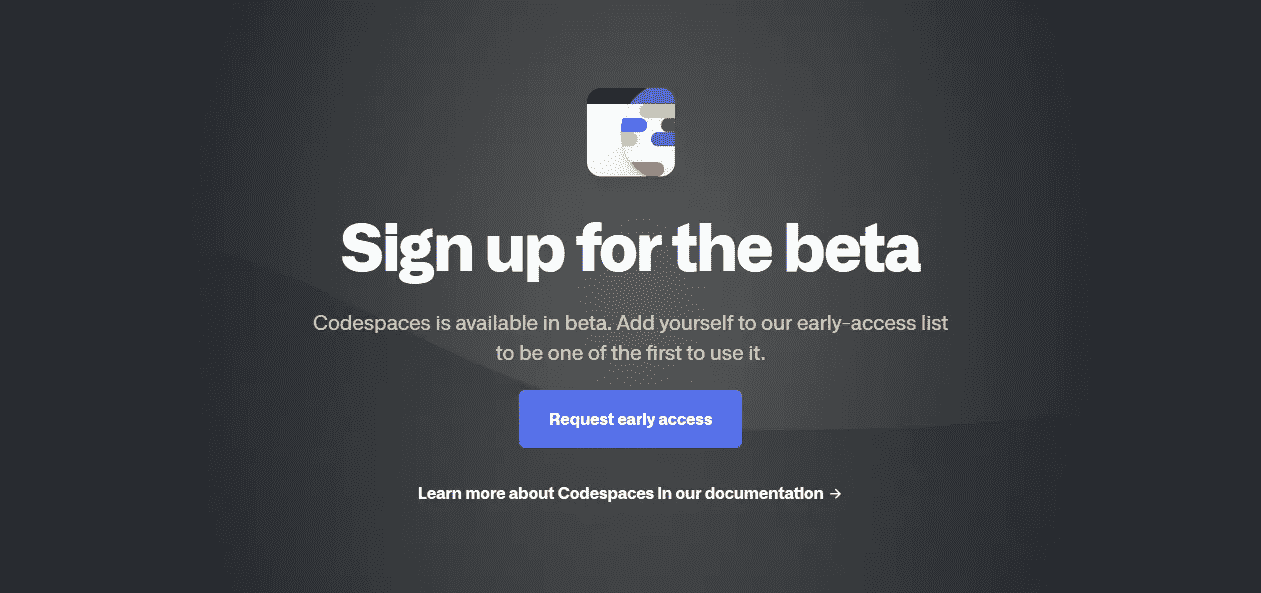 Sign up for the beta
Codespaces is available in beta. Add yourself to our early-access list
to be one of the first to use it.
Request early access
Learn more about Codespaces in our documentation →